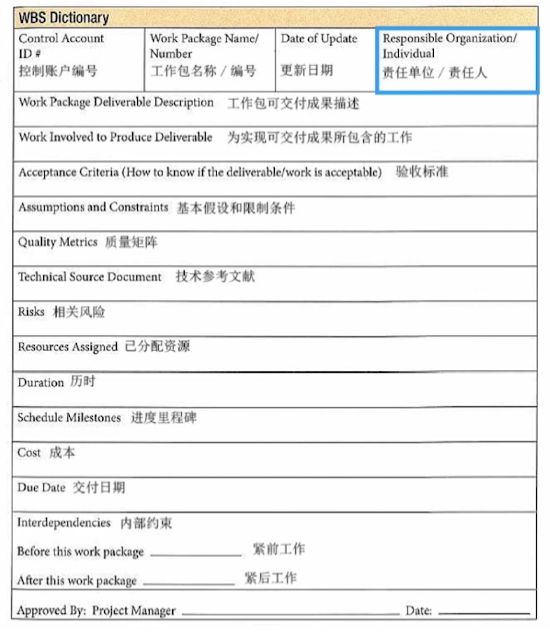 WBS Dictionary
Control Account
ID #
控制账户编号
Work Package Name/
Number
工作包名称 / 编号
Date of Update
更新日期
Responsible Organization/
Individual
责任单位 / 责任人
Work Package Deliverable Description 工作包可交付成果描述
Work Involved to Produce Deliverable 为实现可交付成果所包含的工作
Acceptance Criteria (How to know if the deliverable/work is acceptable) 验收标准
Assumptions and Constraints 基本假设和限制条件
Quality Metrics 质量矩阵
Technical Source Document 技术参考文献
Risks 相关风险
Resources Assigned 已分配资源
Duration 历时
Schedule Milestones 进度里程碑
Cost 成本
Due Date 交付日期
Interdependencies 内部约束
Before this work package ____________ 紧前工作
After this work package ____________ 紧后工作
Approved By: Project Manager ____________ Date: ____________